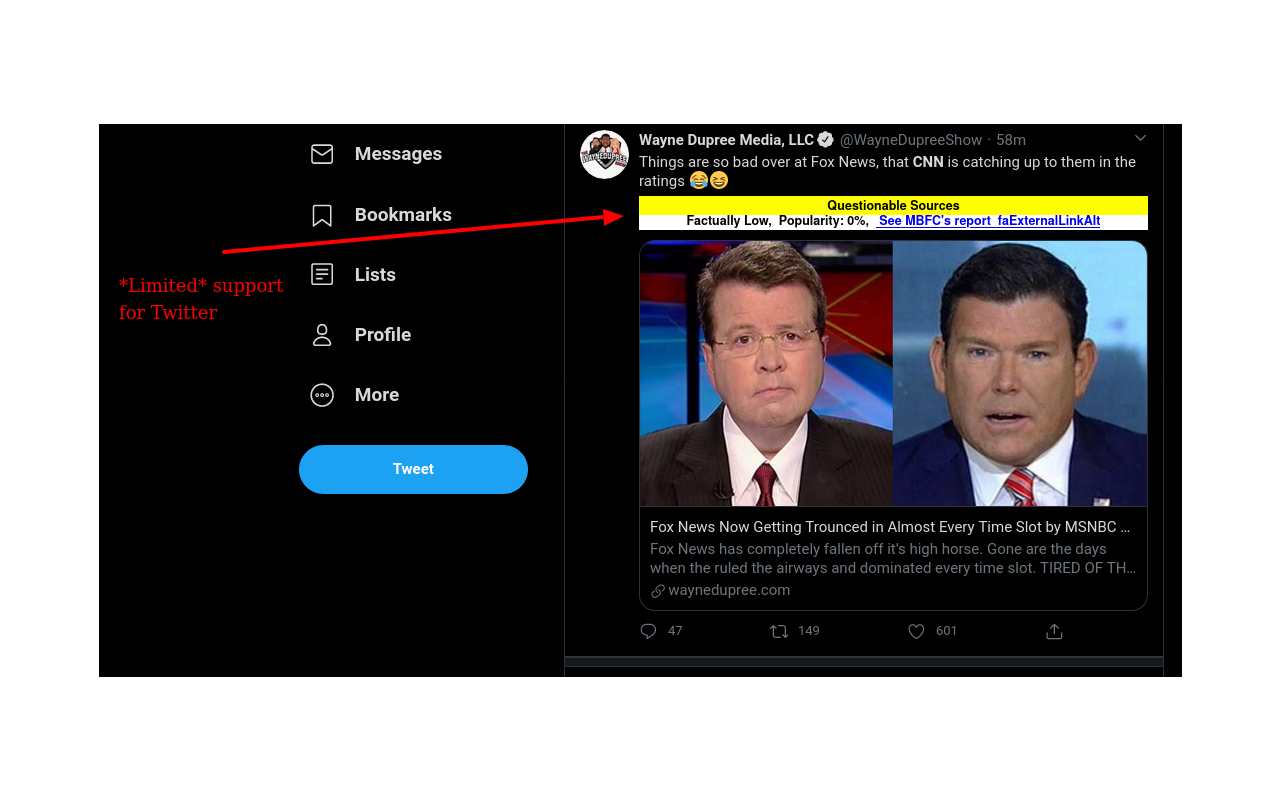 Messages
Bookmarks
Lists
Profile
More
Tweet
*Limited* support
for Twitter
WAYNEDUPREE
Wayne Dupree Media, LLC @WayneDupreeShow · 58m
Things are so bad over at Fox News, that CNN is catching up to them in the
ratings 😂😆
Questionable Sources
Factually Low, Popularity: 0%, See MBFC's report faExternalLinkAlt
Fox News Now Getting Trounced in Almost Every Time Slot by MSNBC ...
Fox News has completely fallen off it's high horse. Gone are the days
when the ruled the airways and dominated every time slot. TIRED OF TH...
waynedupree.com
47 149 601